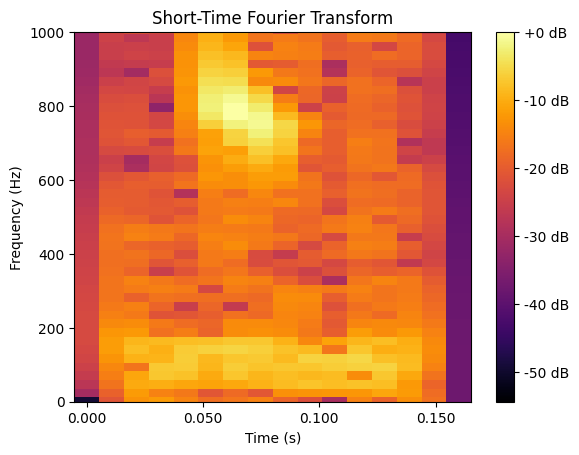 Short-Time Fourier Transform
1000
800
600
400
200
0
Frequency (Hz)
0.000
0.050
0.100
0.150
Time (s)
+0 dB
-10 dB
-20 dB
-30 dB
-40 dB
-50 dB